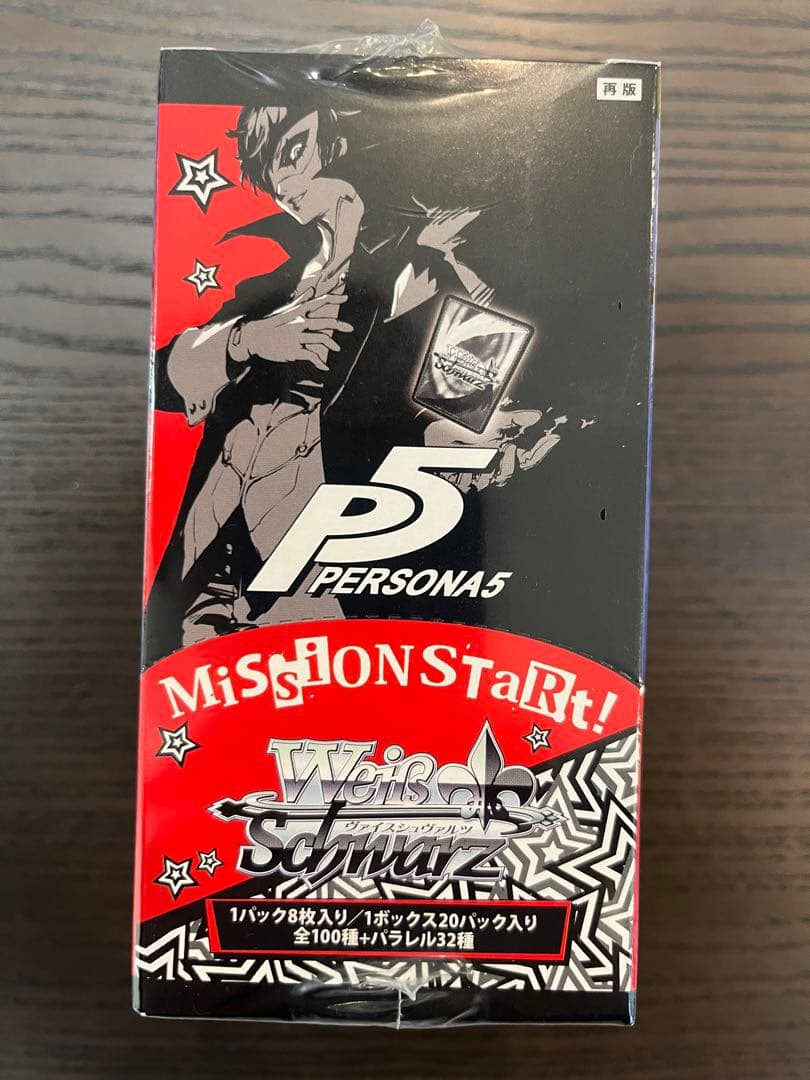 再版
Weiß
Schwarz
P5
PERSONA5
MiSSiONSTaRt!
Weiß
ヴァイスシュヴァルツ
Schwarz
1パック8枚入り/1ボックス20パック入り
全100種+パラレル32種